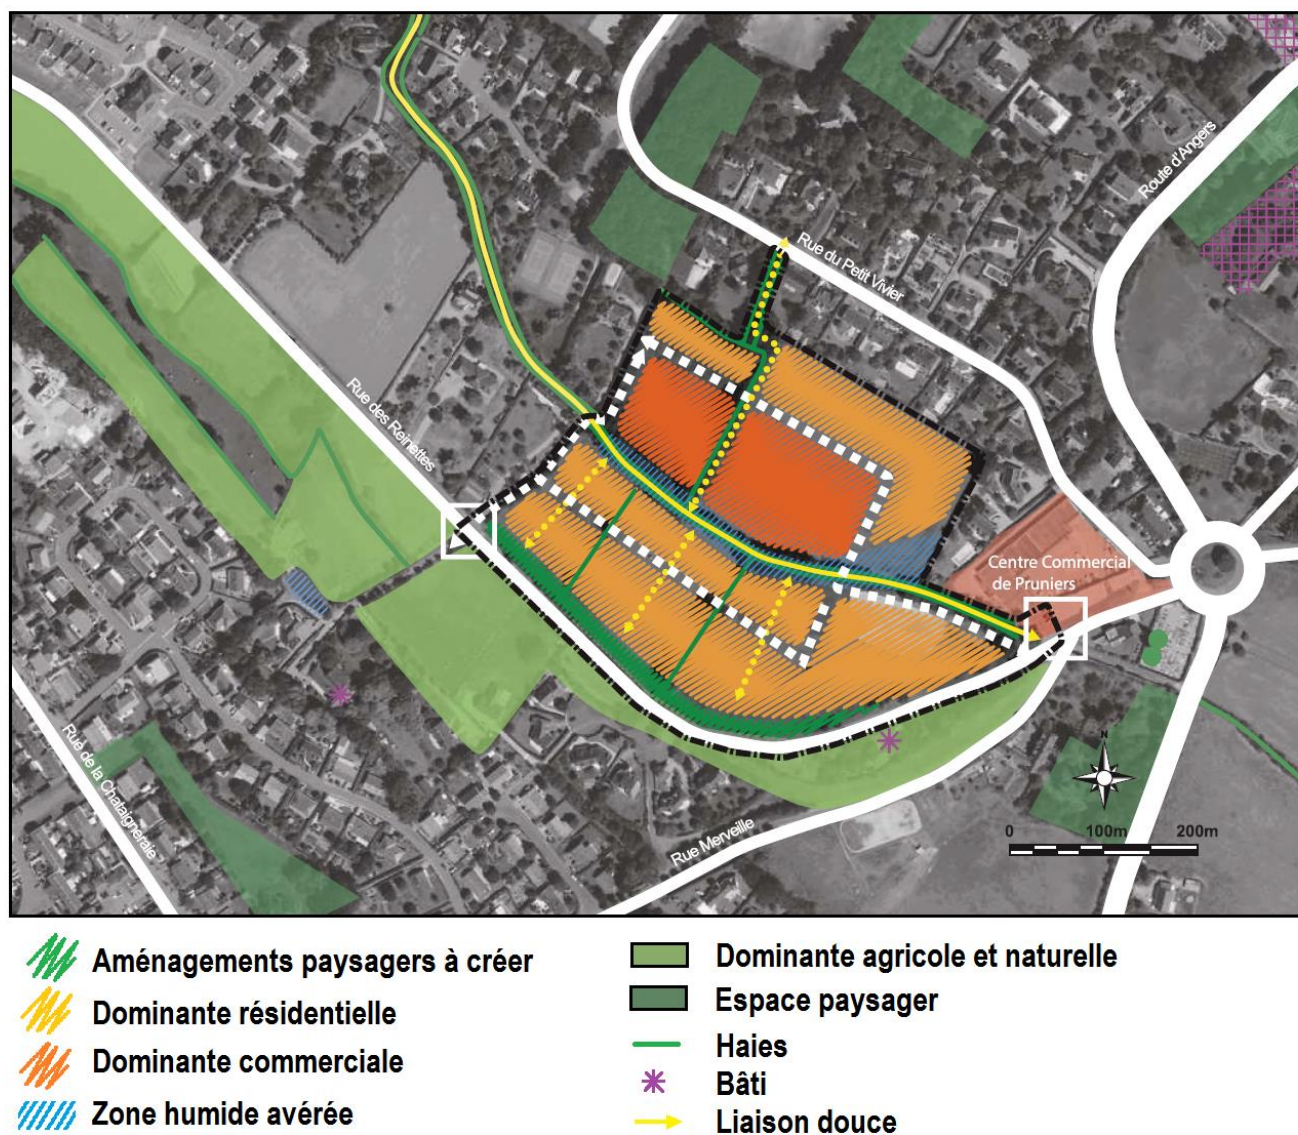 Route d'Angers
Rue du Petit Vivier
Rue des Reinettes
Centre Commercial
de Pruniers
Rue de la Chataigneraie
Rue Merveille
N
0 100m 200m
Aménagements paysagers à créer
Dominante résidentielle
Dominante commerciale
Zone humide avérée
Dominante agricole et naturelle
Espace paysager
Haies
Bâti
Liaison douce